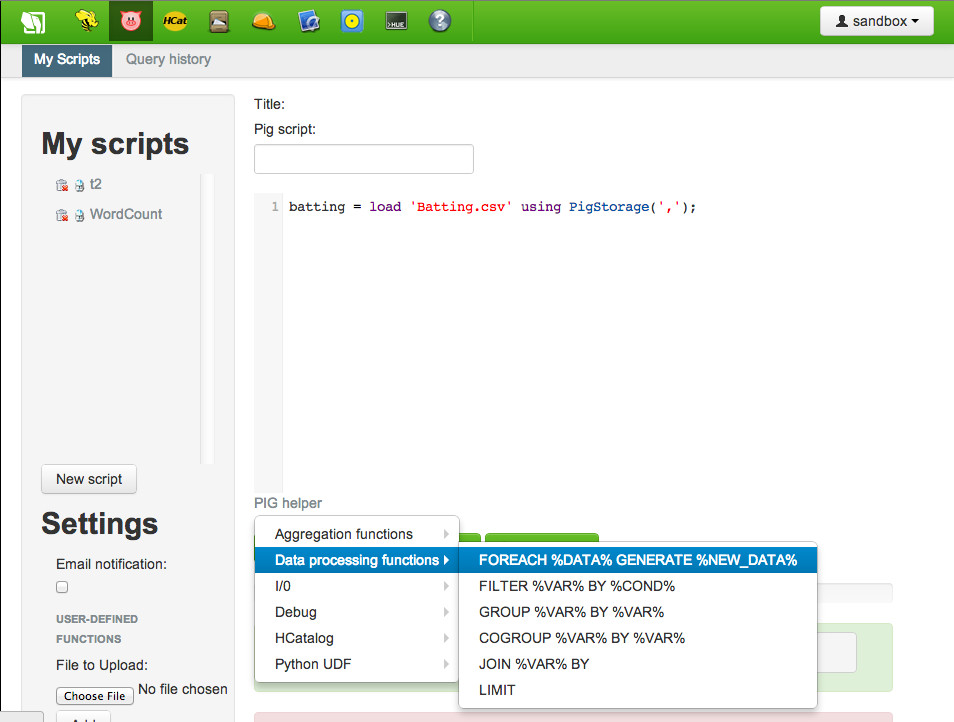 HCat
HUE
sandbox
My Scripts
Query history
My scripts
t2
WordCount
New script
Settings
Email notification:
USER-DEFINED
FUNCTIONS
File to Upload:
Choose File No file chosen
Title:
Pig script:
1 batting = load 'Batting.csv' using PigStorage(',');
PIG helper
Aggregation functions
Data processing functions
I/0
Debug
HCatalog
Python UDF
FOREACH %DATA% GENERATE %NEW_DATA%
FILTER %VAR% BY %COND%
GROUP %VAR% BY %VAR%
COGROUP %VAR% BY %VAR%
JOIN %VAR% BY
LIMIT